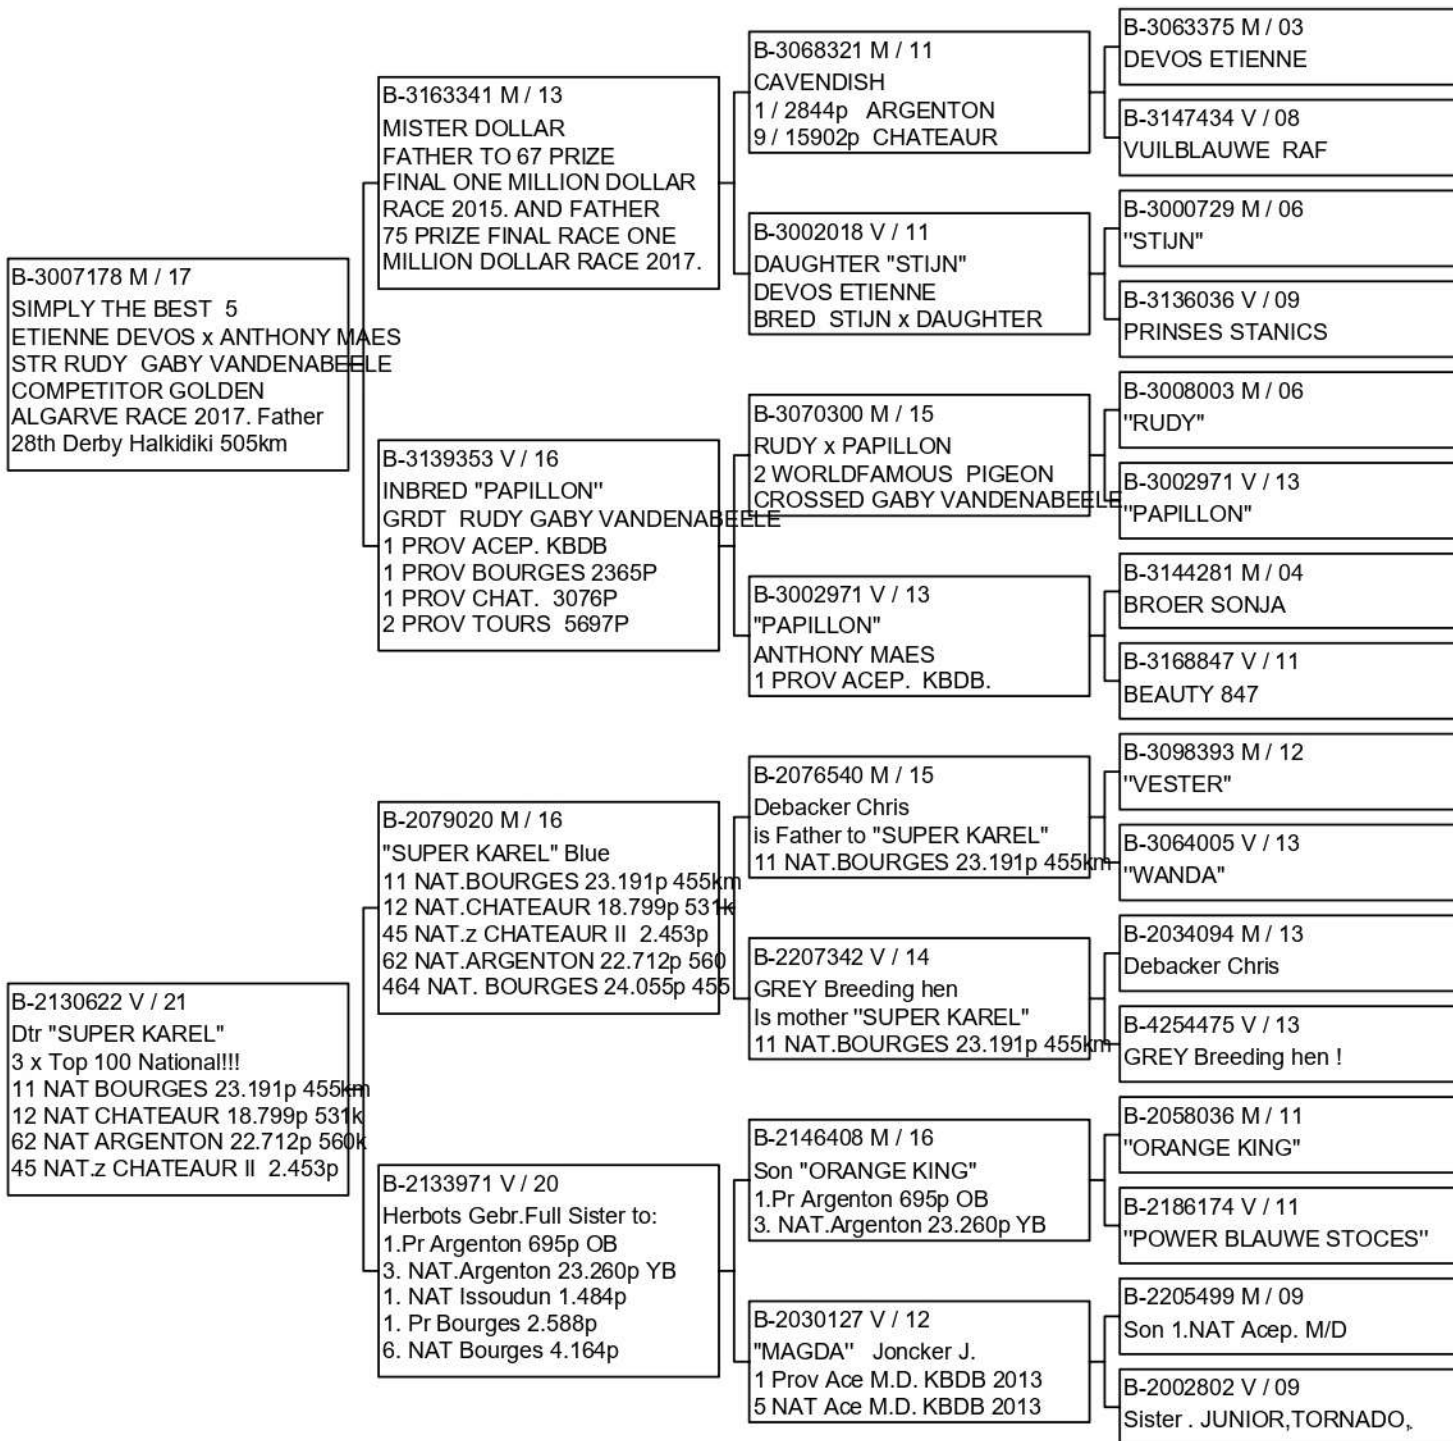 B-3007178 M / 17
SIMPLY THE BEST 5
ETIENNE DEVOS x ANTHONY MAES
STR RUDY GABY VANDENABEELE
COMPETITOR GOLDEN
ALGARVE RACE 2017. Father
28th Derby Halkidiki 505km
B-2130622 V / 21
Dtr "SUPER KAREL"
3 x Top 100 National!!!
11 NAT BOURGES 23.191p 455km
12 NAT CHATEAUR 18.799p 531k
62 NAT ARGENTON 22.712p 560k
45 NAT.z CHATEAUR II 2.453p
B-3163341 M / 13
MISTER DOLLAR
FATHER TO 67 PRIZE
FINAL ONE MILLION DOLLAR
RACE 2015. AND FATHER
75 PRIZE FINAL RACE ONE
MILLION DOLLAR RACE 2017.
B-3139353 V / 16
INBRED "PAPILLON"
GRDT RUDY GABY VANDENABEELE
1 PROV ACEP. KBDB
1 PROV BOURGES 2365P
1 PROV CHAT. 3076P
2 PROV TOURS 5697P
B-2079020 M / 16
"SUPER KAREL" Blue
11 NAT.BOURGES 23.191p 455km
12 NAT.CHATEAUR 18.799p 531k
45 NAT.z CHATEAUR II 2.453p
62 NAT.ARGENTON 22.712p 560
464 NAT. BOURGES 24.055p 455
B-2133971 V / 20
Herbots Gebr.Full Sister to:
1.Pr Argenton 695p OB
3. NAT.Argenton 23.260p YB
1. NAT Issoudun 1.484p
1. Pr Bourges 2.588p
6. NAT Bourges 4.164p
B-3068321 M / 11
CAVENDISH
1 / 2844p ARGENTON
9 / 15902p CHATEAUR
B-3002018 V / 11
DAUGHTER "STIJN"
DEVOS ETIENNE
BRED STIJN x DAUGHTER
B-3070300 M / 15
RUDY x PAPILLON
2 WORLDFAMOUS PIGEON
CROSSED GABY VANDENABEELE
B-3002971 V / 13
"PAPILLON"
ANTHONY MAES
1 PROV ACEP. KBDB.
B-2076540 M / 15
Debacker Chris
is Father to "SUPER KAREL"
11 NAT.BOURGES 23.191p 455km
B-2207342 V / 14
GREY Breeding hen
Is mother "SUPER KAREL"
11 NAT.BOURGES 23.191p 455km
B-2146408 M / 16
Son "ORANGE KING"
1.Pr Argenton 695p OB
3. NAT.Argenton 23.260p YB
B-2030127 V / 12
"MAGDA" Joncker J.
1 Prov Ace M.D. KBDB 2013
5 NAT Ace M.D. KBDB 2013
B-3063375 M / 03
DEVOS ETIENNE
B-3147434 V / 08
VUILBLAUWE RAF
B-3000729 M / 06
"STIJN"
B-3136036 V / 09
PRINSES STANICS
B-3008003 M / 06
"RUDY"
B-3002971 V / 13
"PAPILLON"
B-3144281 M / 04
BROER SONJA
B-3168847 V / 11
BEAUTY 847
B-3098393 M / 12
"VESTER"
B-3064005 V / 13
"WANDA"
B-2034094 M / 13
Debacker Chris
B-4254475 V / 13
GREY Breeding hen !
B-2058036 M / 11
"ORANGE KING"
B-2186174 V / 11
"POWER BLAUWE STOCES"
B-2205499 M / 09
Son 1.NAT Acep. M/D
B-2002802 V / 09
Sister . JUNIOR,TORNADO,.